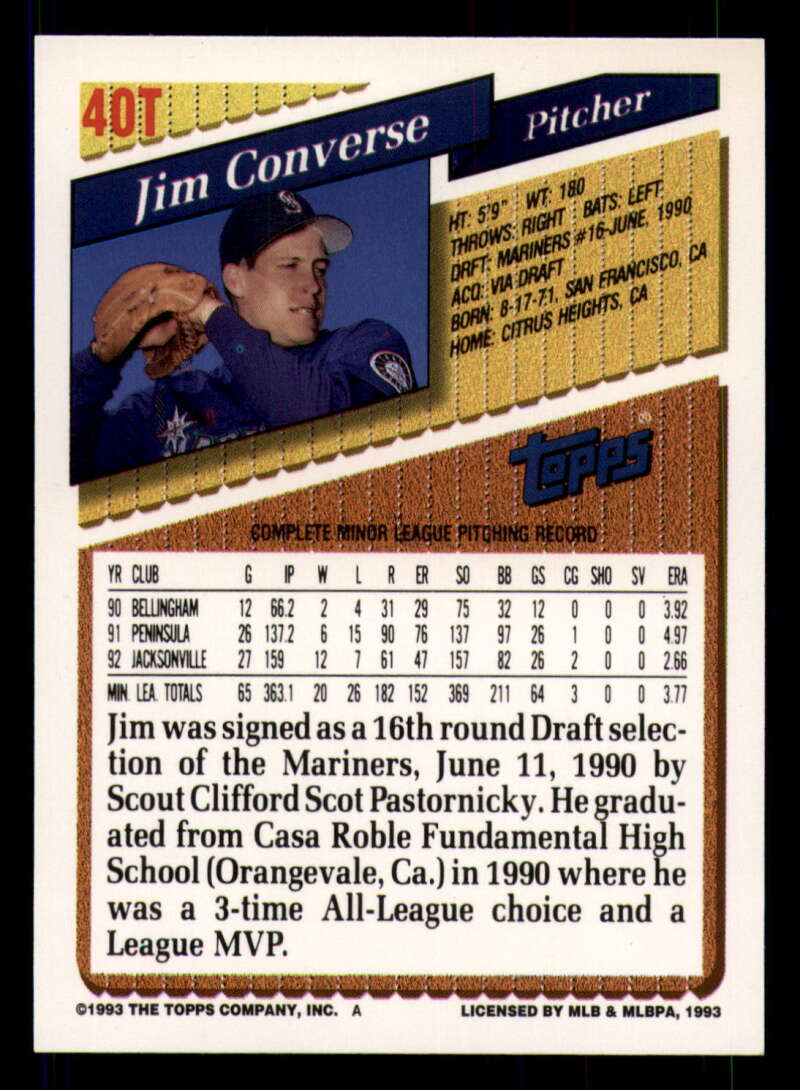 40T
Jim Converse
Pitcher
HT: 5'9" WT: 180
THROWS: RIGHT BATS: LEFT
DRFT: MARINERS #16-JUNE, 1990
ACQ: VIA DRAFT
BORN: 8-17-71, SAN FRANCISCO, CA
HOME: CITRUS HEIGHTS, CA
S
Topps®
COMPLETE MINOR LEAGUE PITCHING RECORD
YR CLUB G IP W L R ER SO BB GS CG SHO SV ERA
90 BELLINGHAM 12 66.2 2 4 31 29 75 32 12 0 0 0 3.92
91 PENINSULA 26 137.2 6 15 90 76 137 97 26 1 0 0 4.97
92 JACKSONVILLE 27 159 12 7 61 47 157 82 26 2 0 0 2.66
MIN. LEA. TOTALS 65 363.1 20 26 182 152 369 211 64 3 0 0 3.77
Jim was signed as a 16th round Draft selec-
tion of the Mariners, June 11, 1990 by
Scout Clifford Scot Pastornicky. He gradu-
ated from Casa Roble Fundamental High
School (Orangevale, Ca.) in 1990 where he
was a 3-time All-League choice and a
League MVP.
©1993 THE TOPPS COMPANY, INC. A
LICENSED BY MLB & MLBPA, 1993